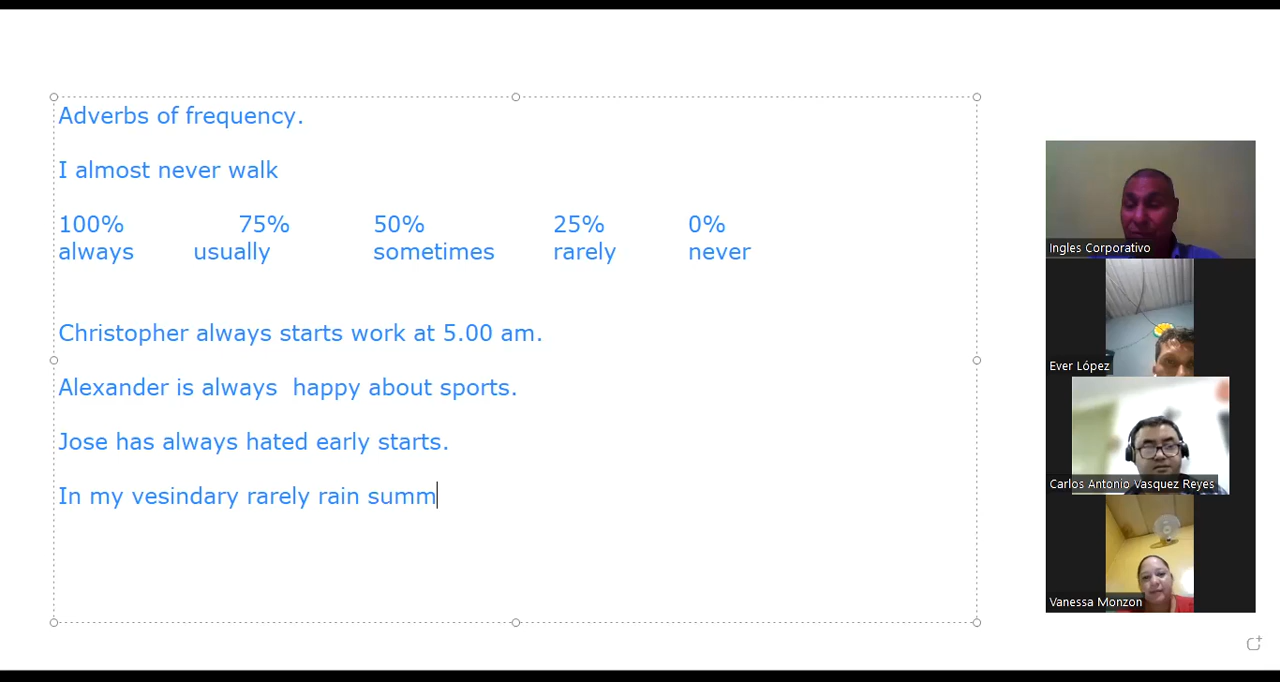 Adverbs of frequency.
I almost never walk
100% 75% 50% 25% 0%
always usually sometimes rarely never
Christopher always starts work at 5.00 am.
Alexander is always  happy about sports.
Jose has always hated early starts.
In my vesindary rarely rain summ
Ingles Corporativo
Ever López
Carlos Antonio Vasquez Reyes
Vanessa Monzon